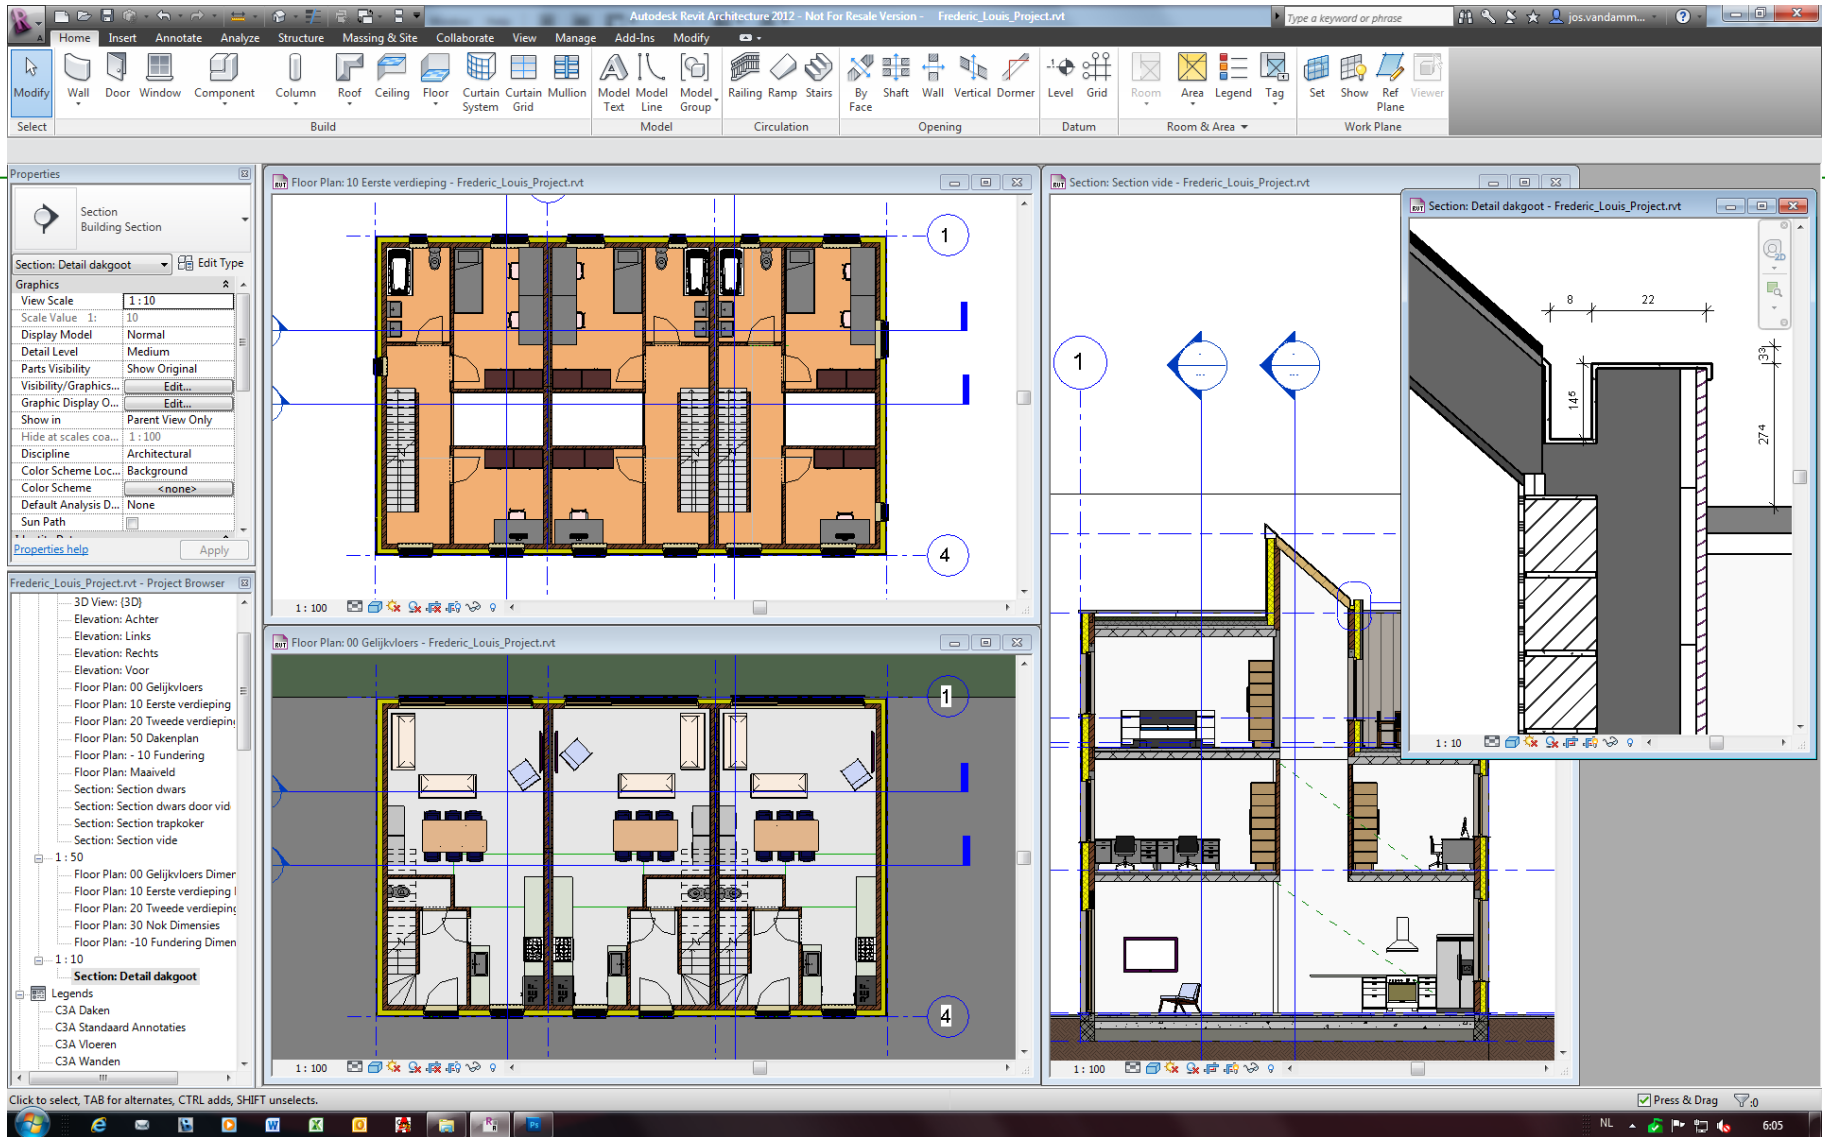 Autodesk Revit Architecture 2012 - Not For Resale Version - Frederic_Louis_Project.rvt
Type a keyword or phrase
jos.vandamm...
Home Insert Annotate Analyze Structure Massing & Site Collaborate View Manage Add-Ins Modify
Modify Wall Door Window Component Column Roof Ceiling Floor Curtain System Curtain Grid Mullion Model Text Model Line Model Group Railing Ramp Stairs By Face Shaft Wall Vertical Dormer Level Grid Room Area Legend Tag Set Show Ref Plane Viewer
Select Build Model Circulation Opening Datum Room & Area Work Plane
Properties
Section
Building Section
Section: Detail dakgoot Edit Type
Graphics
View Scale 1 : 10
Scale Value 1: 10
Display Model Normal
Detail Level Medium
Parts Visibility Show Original
Visibility/Graphics... Edit...
Graphic Display O... Edit...
Show in Parent View Only
Hide at scales coa... 1 : 100
Discipline Architectural
Color Scheme Loc... Background
Color Scheme <none>
Default Analysis D... None
Sun Path
Properties help Apply
Frederic_Louis_Project.rvt - Project Browser
3D View: {3D}
Elevation: Achter
Elevation: Links
Elevation: Rechts
Elevation: Voor
Floor Plan: 00 Gelijkvloers
Floor Plan: 10 Eerste verdieping
Floor Plan: 20 Tweede verdieping
Floor Plan: 50 Dakenplan
Floor Plan: - 10 Fundering
Floor Plan: Maaiveld
Section: Section dwars
Section: Section dwars door vid
Section: Section trapkoker
Section: Section vide
1 : 50
Floor Plan: 00 Gelijkvloers Dimer
Floor Plan: 10 Eerste verdieping
Floor Plan: 20 Tweede verdieping
Floor Plan: 30 Nok Dimensies
Floor Plan: -10 Fundering Dimen
1 : 10
Section: Detail dakgoot
Legends
C3A Daken
C3A Standaard Annotaties
C3A Vloeren
C3A Wanden
Floor Plan: 10 Eerste verdieping - Frederic_Louis_Project.rvt
1
4
1 : 100
Floor Plan: 00 Gelijkvloers - Frederic_Louis_Project.rvt
1
4
REF. REF. REF.
1 : 100
Section: Section vide - Frederic_Louis_Project.rvt
1
1 : 100
Section: Detail dakgoot - Frederic_Louis_Project.rvt
2D
8 22
33
14⁵
274
1 : 10
Click to select, TAB for alternates, CTRL adds, SHIFT unselects.
Press & Drag :0
NL 6:05